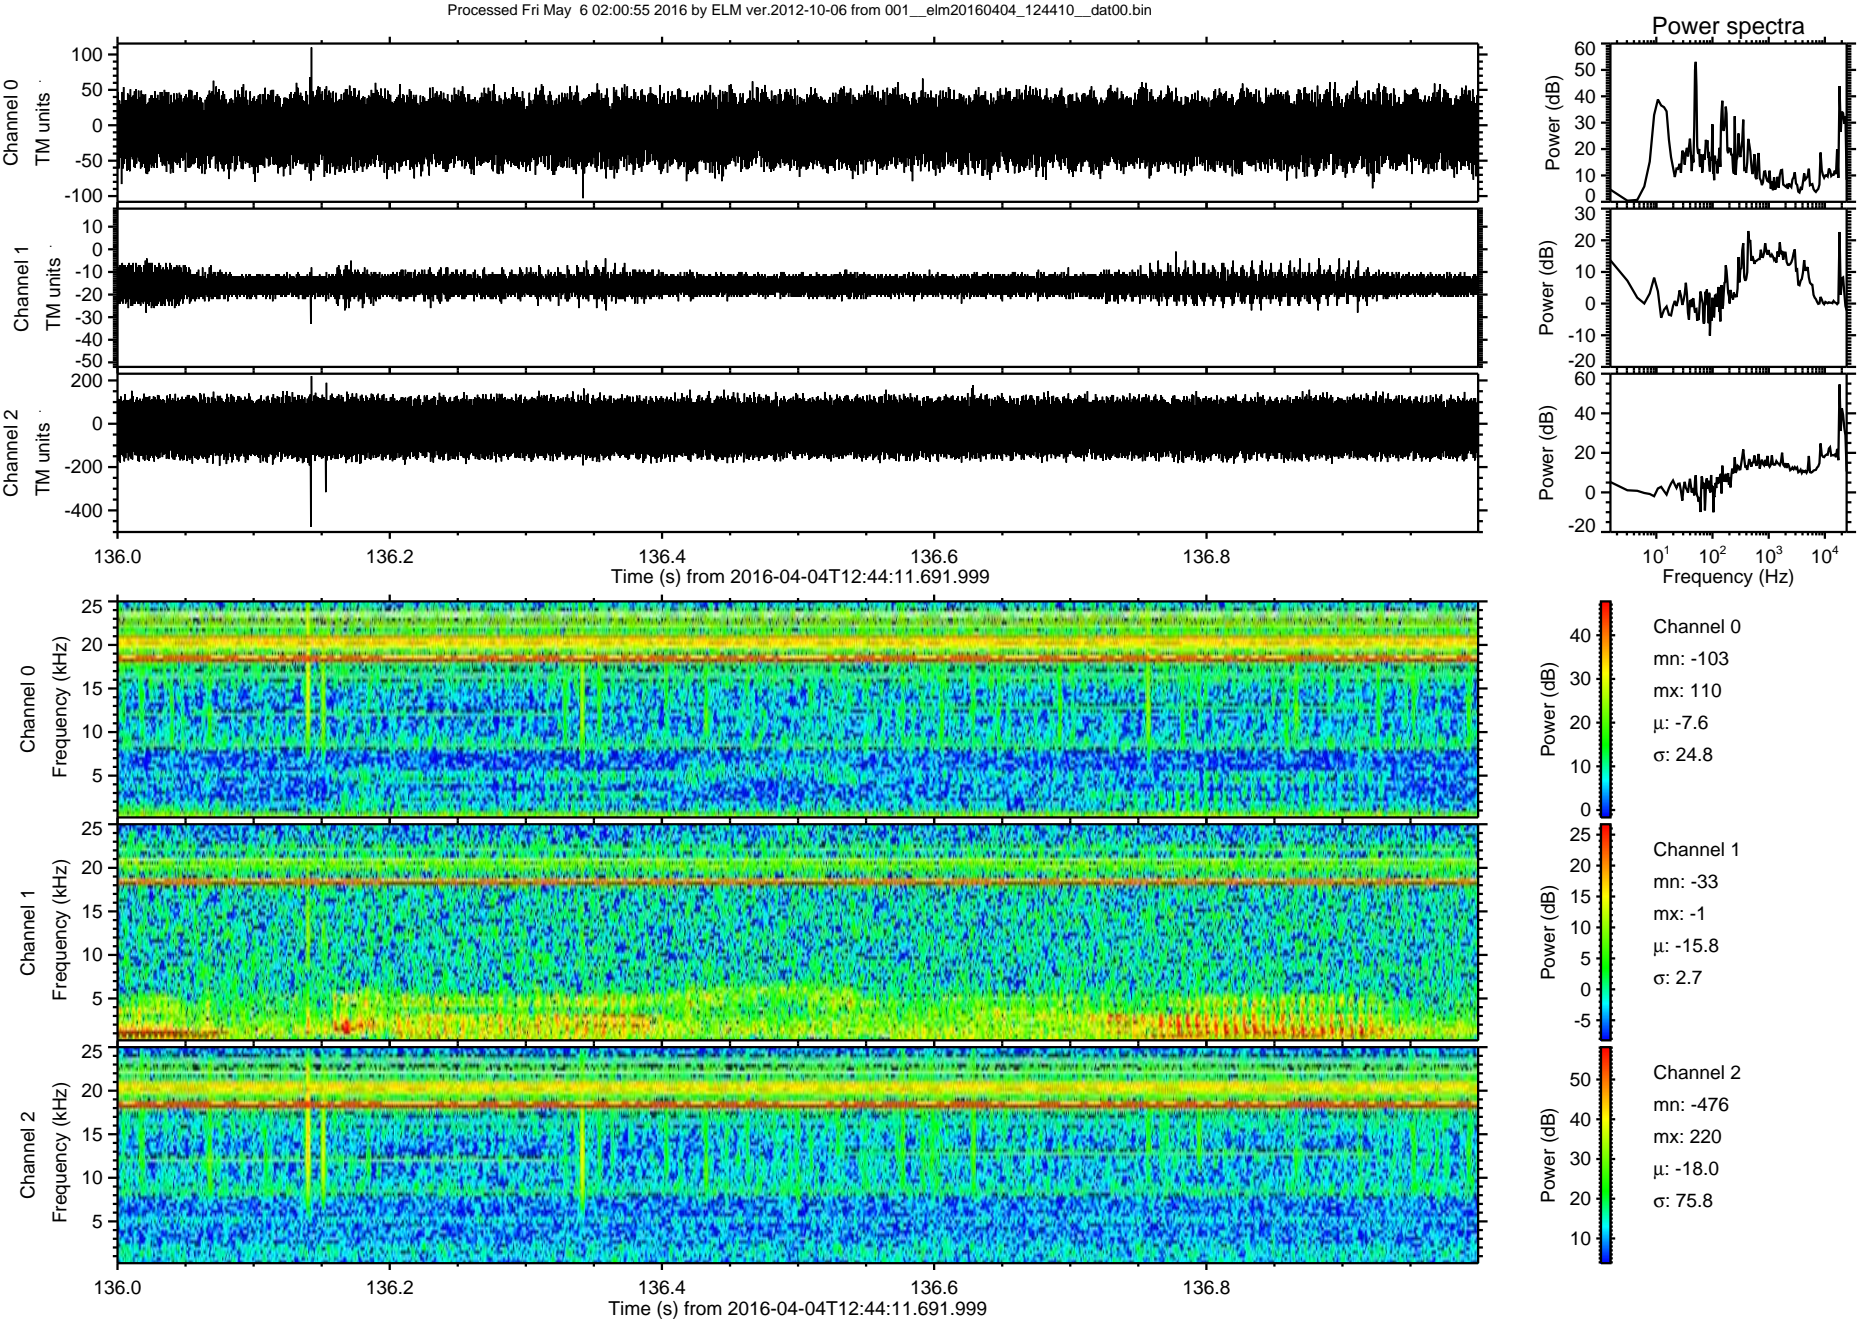 Processed Fri May  6 02:00:55 2016 by ELM ver.2012-10-06 from 001__elm20160404_124410__dat00.bin
Power spectra
Channel 0
TM units
100
50
0
-50
-100
Power (dB)
60
50
40
30
20
10
0
Channel 1
TM units
10
0
-10
-20
-30
-40
-50
Power (dB)
30
20
10
0
-10
-20
Channel 2
TM units
200
0
-200
-400
Power (dB)
60
40
20
0
-20
136.0 136.2 136.4 136.6 136.8
Time (s) from 2016-04-04T12:44:11.691.999
10^1 10^2 10^3 10^4
Frequency (Hz)
Channel 0
Frequency (kHz)
25
20
15
10
5
Power (dB)
40
30
20
10
0
Channel 0
mn: -103
mx: 110
μ: -7.6
σ: 24.8
Channel 1
Frequency (kHz)
25
20
15
10
5
Power (dB)
25
20
15
10
5
0
-5
Channel 1
mn: -33
mx: -1
μ: -15.8
σ: 2.7
Channel 2
Frequency (kHz)
25
20
15
10
5
Power (dB)
50
40
30
20
10
Channel 2
mn: -476
mx: 220
μ: -18.0
σ: 75.8
136.0 136.2 136.4 136.6 136.8
Time (s) from 2016-04-04T12:44:11.691.999